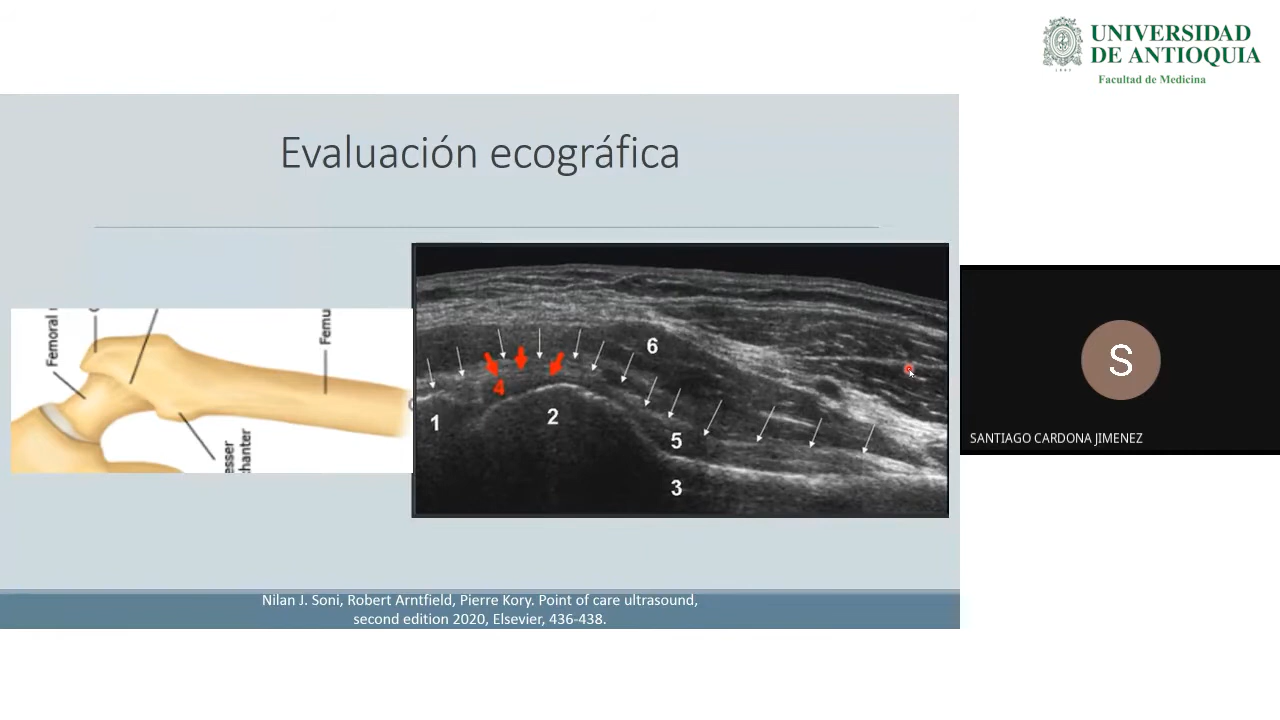 UNIVERSIDAD
DE ANTIOQUIA
Facultad de Medicina
1803
Evaluación ecográfica
Femoral
Femu
esser
chanter
1
2
3
4
5
6
S
SANTIAGO CARDONA JIMENEZ
Nilan J. Soni, Robert Arntfield, Pierre Kory. Point of care ultrasound,
second edition 2020, Elsevier, 436-438.